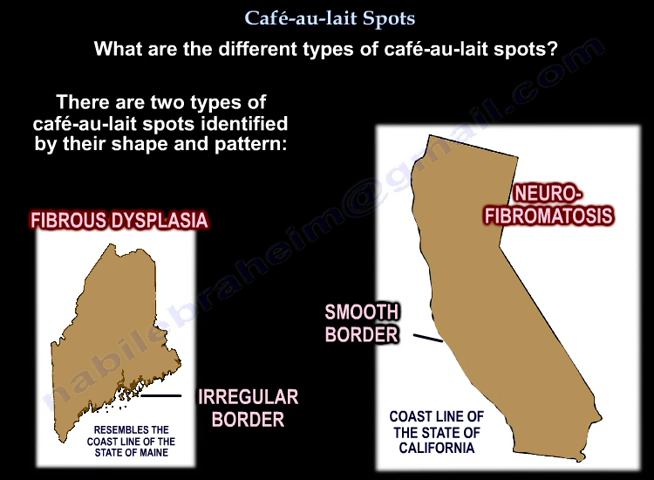 Café-au-lait Spots
What are the different types of café-au-lait spots?
There are two types of
café-au-lait spots identified
by their shape and pattern:
FIBROUS DYSPLASIA
IRREGULAR
BORDER
RESEMBLES THE
COAST LINE OF THE
STATE OF MAINE
NEURO-
FIBROMATOSIS
SMOOTH
BORDER
COAST LINE OF
THE STATE OF
CALIFORNIA
nabilebraheim@gmail.com